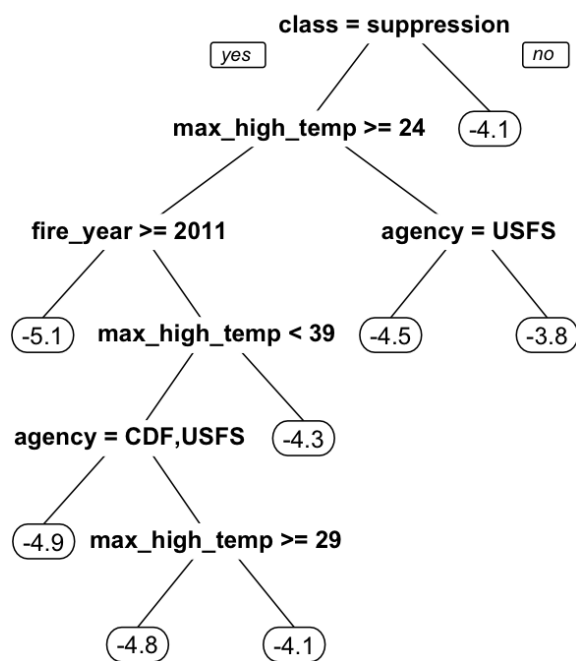 class = suppression
yes
no
max_high_temp >= 24
-4.1
fire_year >= 2011
agency = USFS
-5.1
max_high_temp < 39
-4.5
-3.8
agency = CDF,USFS
-4.3
-4.9
max_high_temp >= 29
-4.8
-4.1